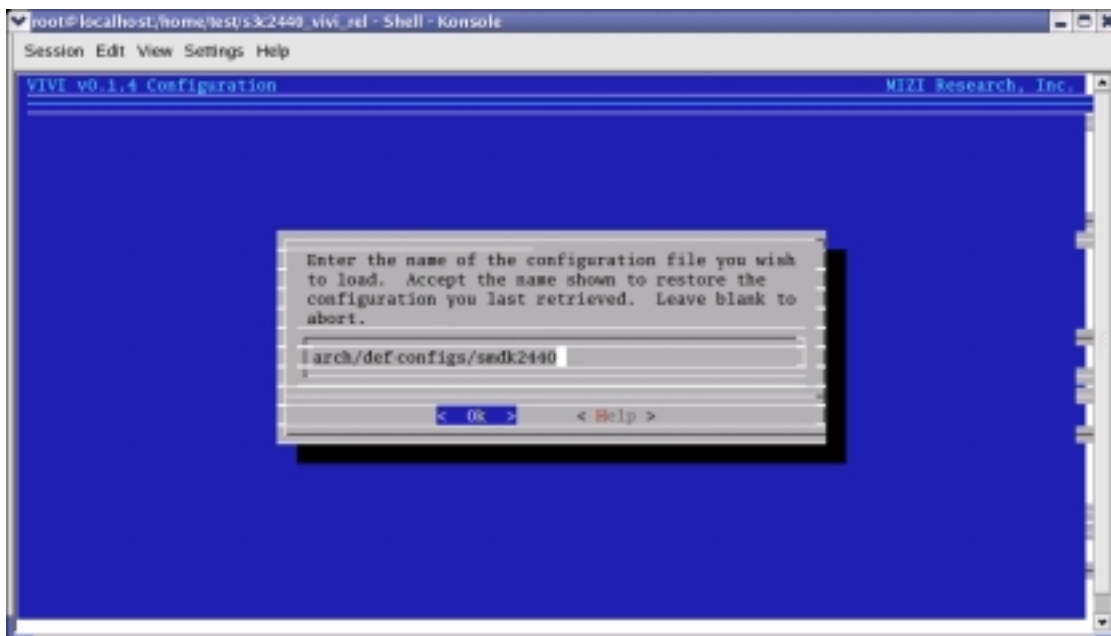 root@localhost:/home/test/s3c2440_vivi_rel - Shell - Konsole
Session Edit View Settings Help
VIVI v0.1.4 Configuration MIZI Research, Inc.
Enter the name of the configuration file you wish
to load. Accept the name shown to restore the
configuration you last retrieved. Leave blank to
abort.
arch/def-configs/smdk2440
< Ok > < Help >